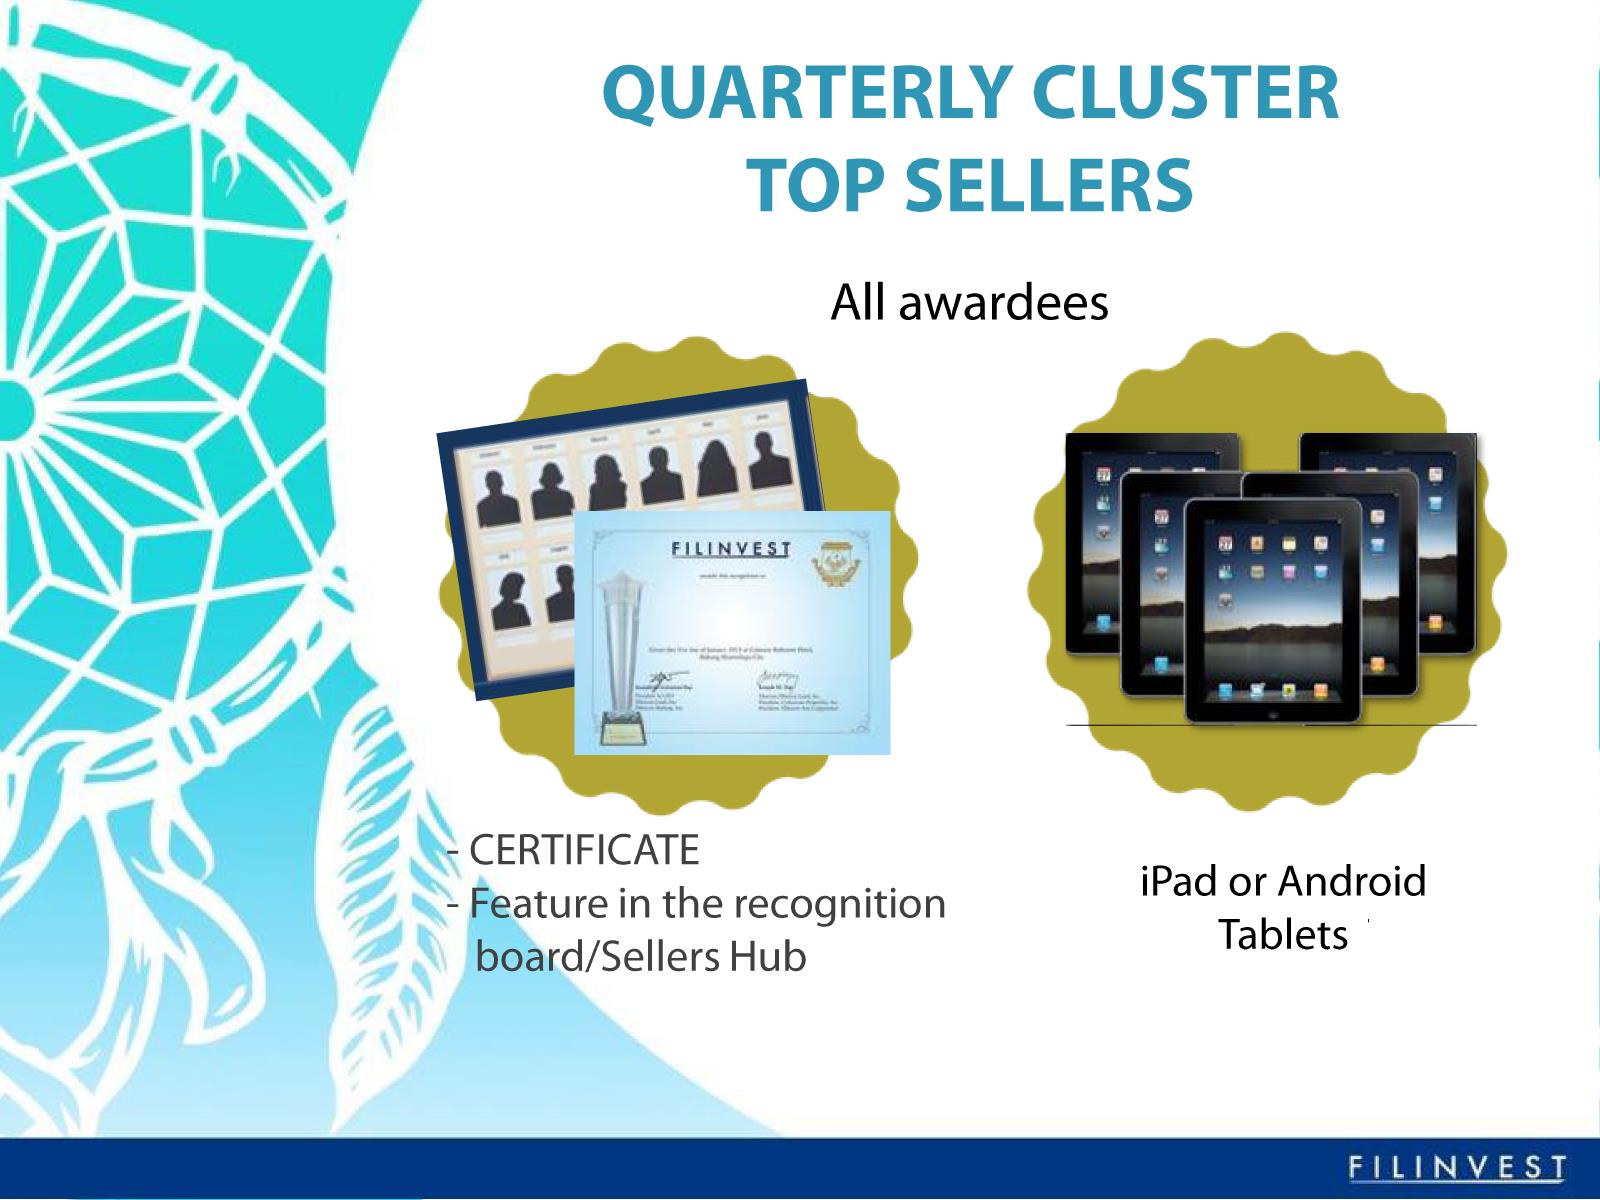 QUARTERLY CLUSTER
TOP SELLERS
All awardees
FILINVEST
- CERTIFICATE
- Feature in the recognition
board/Sellers Hub
iPad or Android
Tablets
FILINVEST